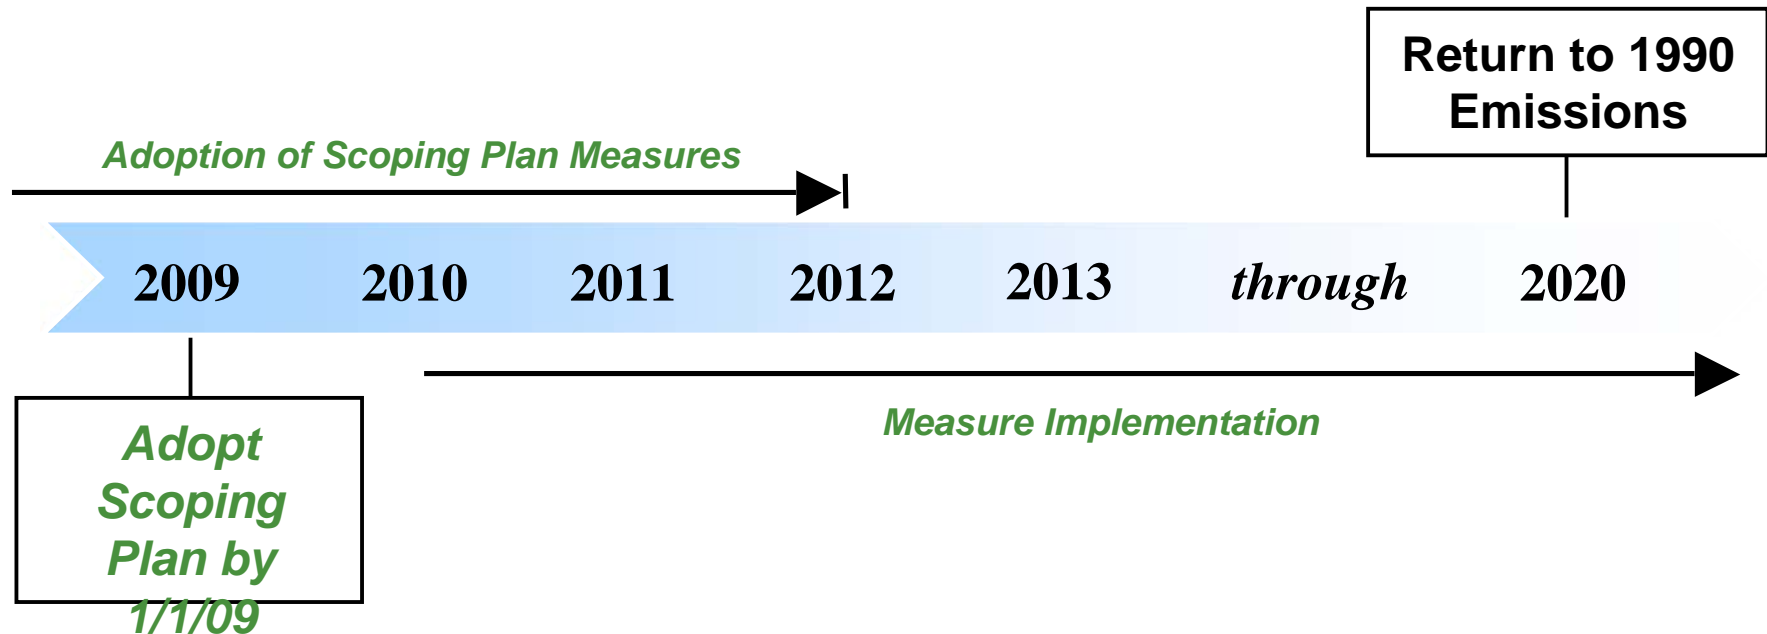 Return to 1990
Emissions
Adoption of Scoping Plan Measures
2009 2010 2011 2012 2013 through 2020
Measure Implementation
Adopt
Scoping
Plan by
1/1/09